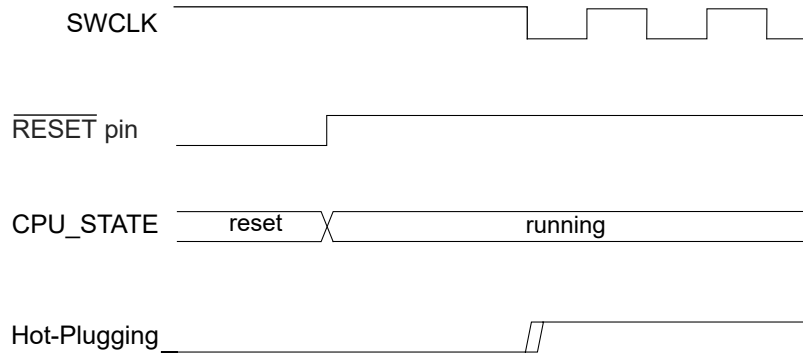 SWCLK
RESET pin
CPU_STATE reset running
Hot-Plugging